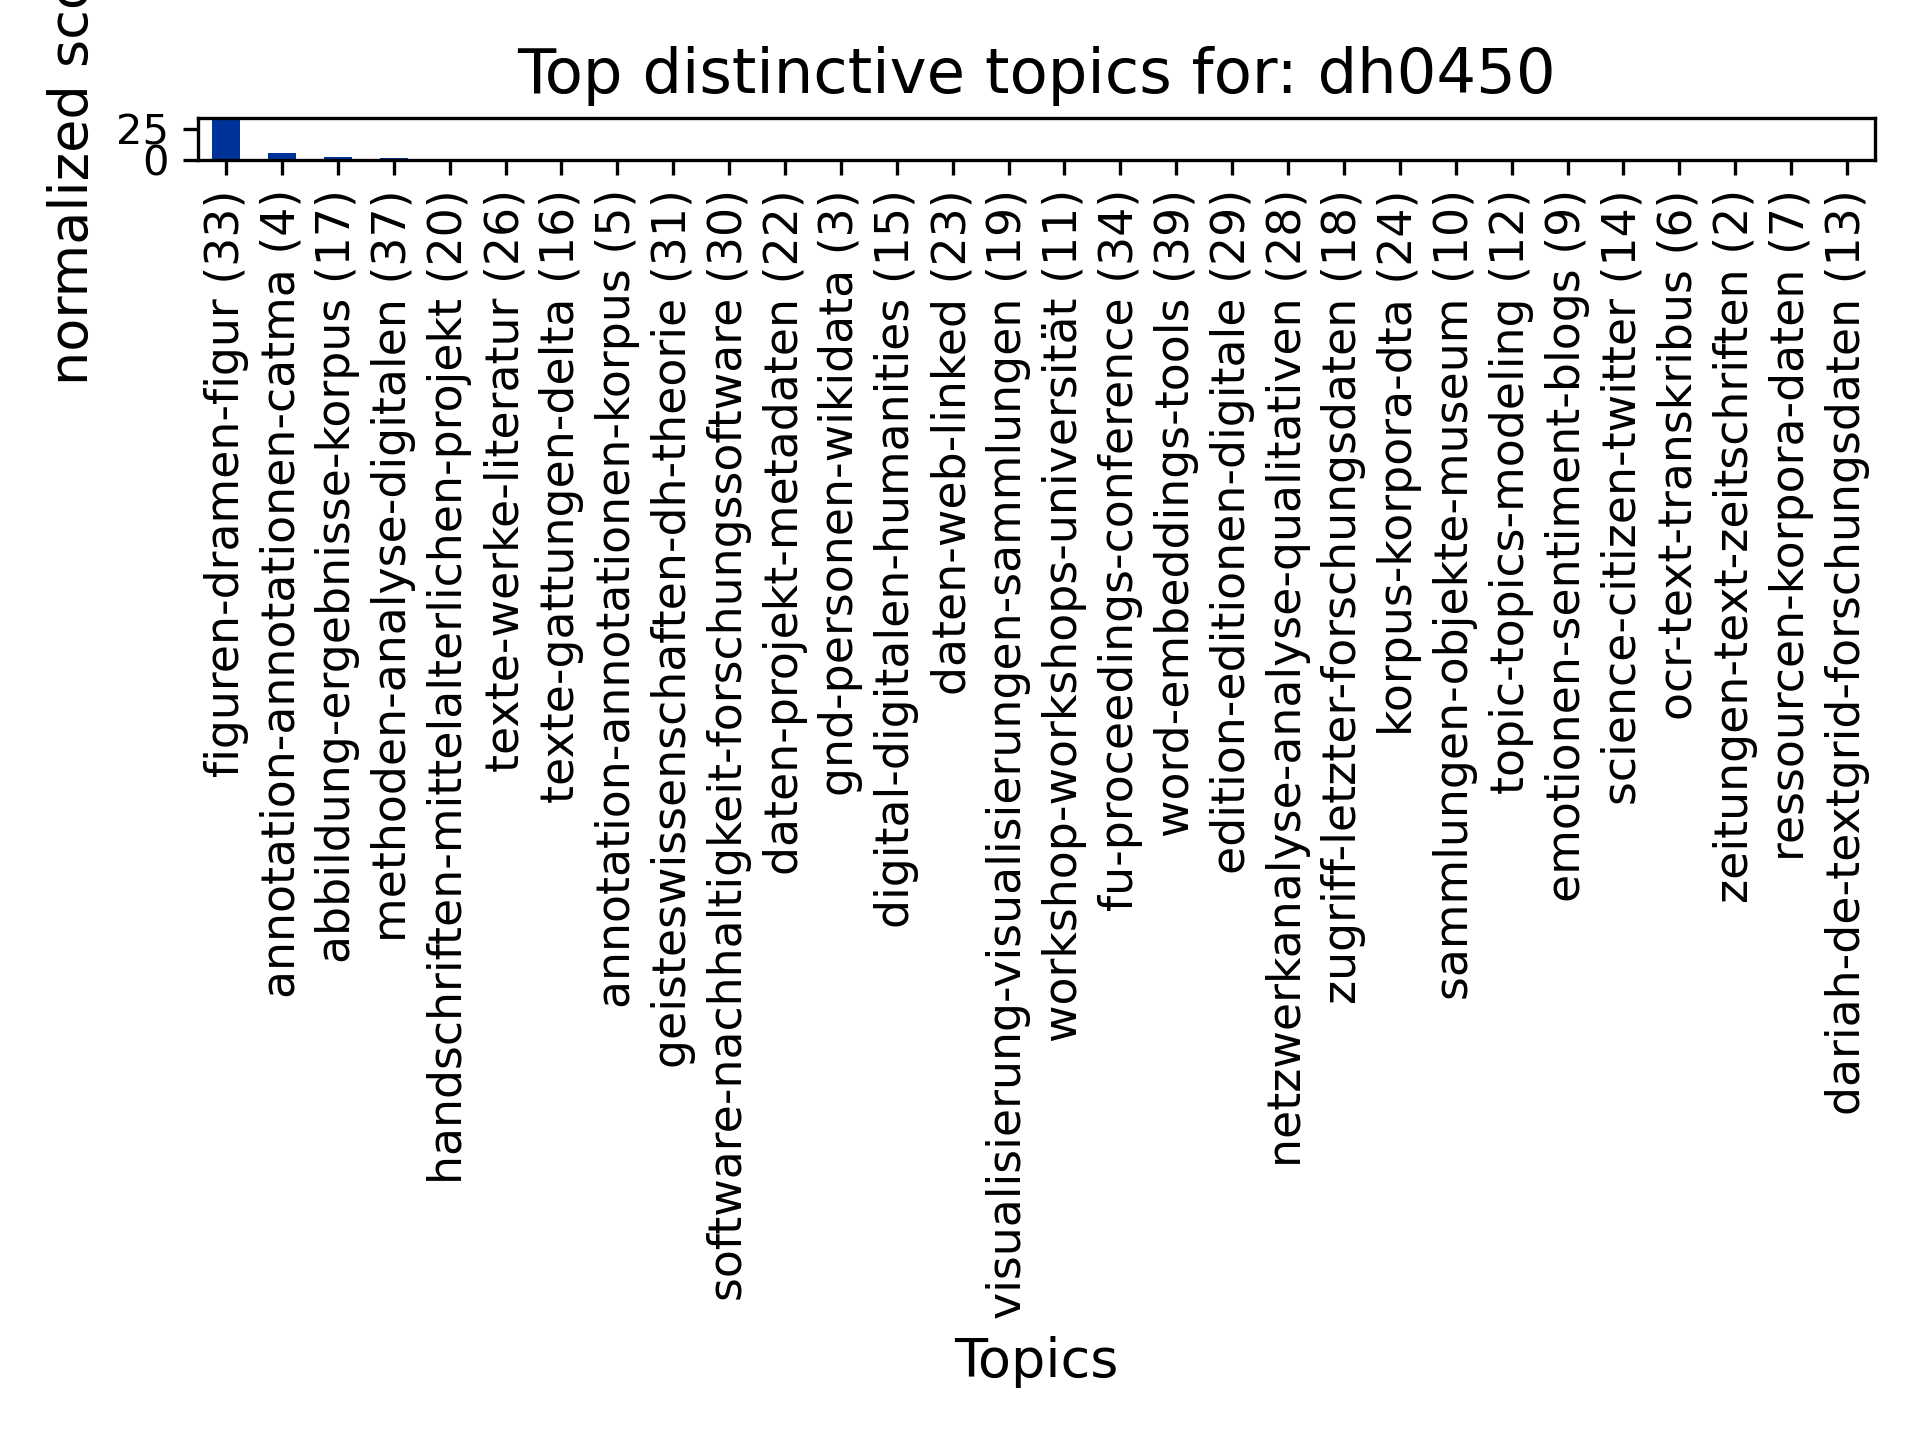 Top distinctive topics for: dh0450
normalized
25
0
figuren-dramen-figur (33)
annotation-annotationen-catma (4)
abbildung-ergebnisse-korpus (17)
methoden-analyse-digitalen (37)
handschriften-mittelalterlichen-projekt (20)
texte-werke-literatur (26)
texte-gattungen-delta (16)
annotation-annotationen-korpus (5)
geisteswissenschaften-dh-theorie (31)
software-nachhaltigkeit-forschungssoftware (30)
daten-projekt-metadaten (22)
gnd-personen-wikidata (3)
digital-digitalen-humanities (15)
daten-web-linked (23)
visualisierung-visualisierungen-sammlungen (19)
workshop-workshops-universität (11)
fu-proceedings-conference (34)
word-embeddings-tools (39)
edition-editionen-digitale (29)
netzwerkanalyse-analyse-qualitativen (28)
zugriff-letzter-forschungsdaten (18)
korpus-korpora-dta (24)
sammlungen-objekte-museum (10)
topic-topics-modeling (12)
emotionen-sentiment-blogs (9)
science-citizen-twitter (14)
ocr-text-transkribus (6)
zeitungen-text-zeitschriften (2)
ressourcen-korpora-daten (7)
dariah-de-textgrid-forschungsdaten (13)
Topics